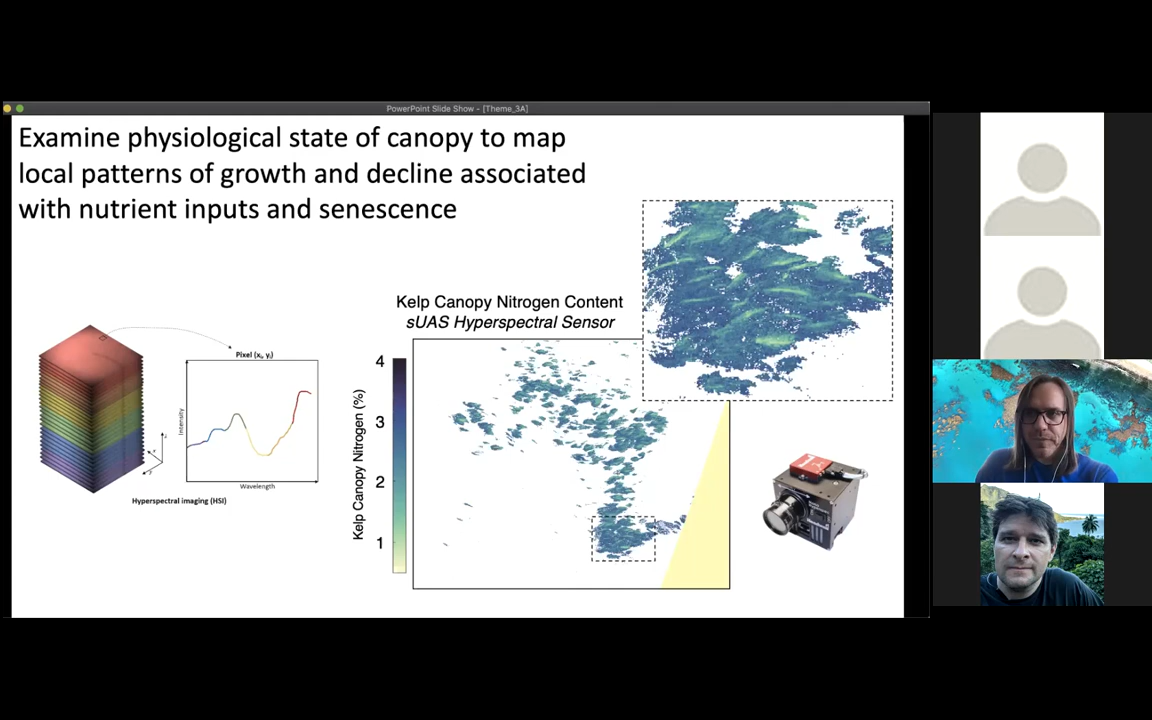 PowerPoint Slide Show - [Theme_3A]
Examine physiological state of canopy to map
local patterns of growth and decline associated
with nutrient inputs and senescence
Kelp Canopy Nitrogen Content
sUAS Hyperspectral Sensor
Pixel (xᵢ, yᵢ)
Intensity
Wavelength
Hyperspectral imaging (HSI)
Kelp Canopy Nitrogen (%)
4
3
2
1